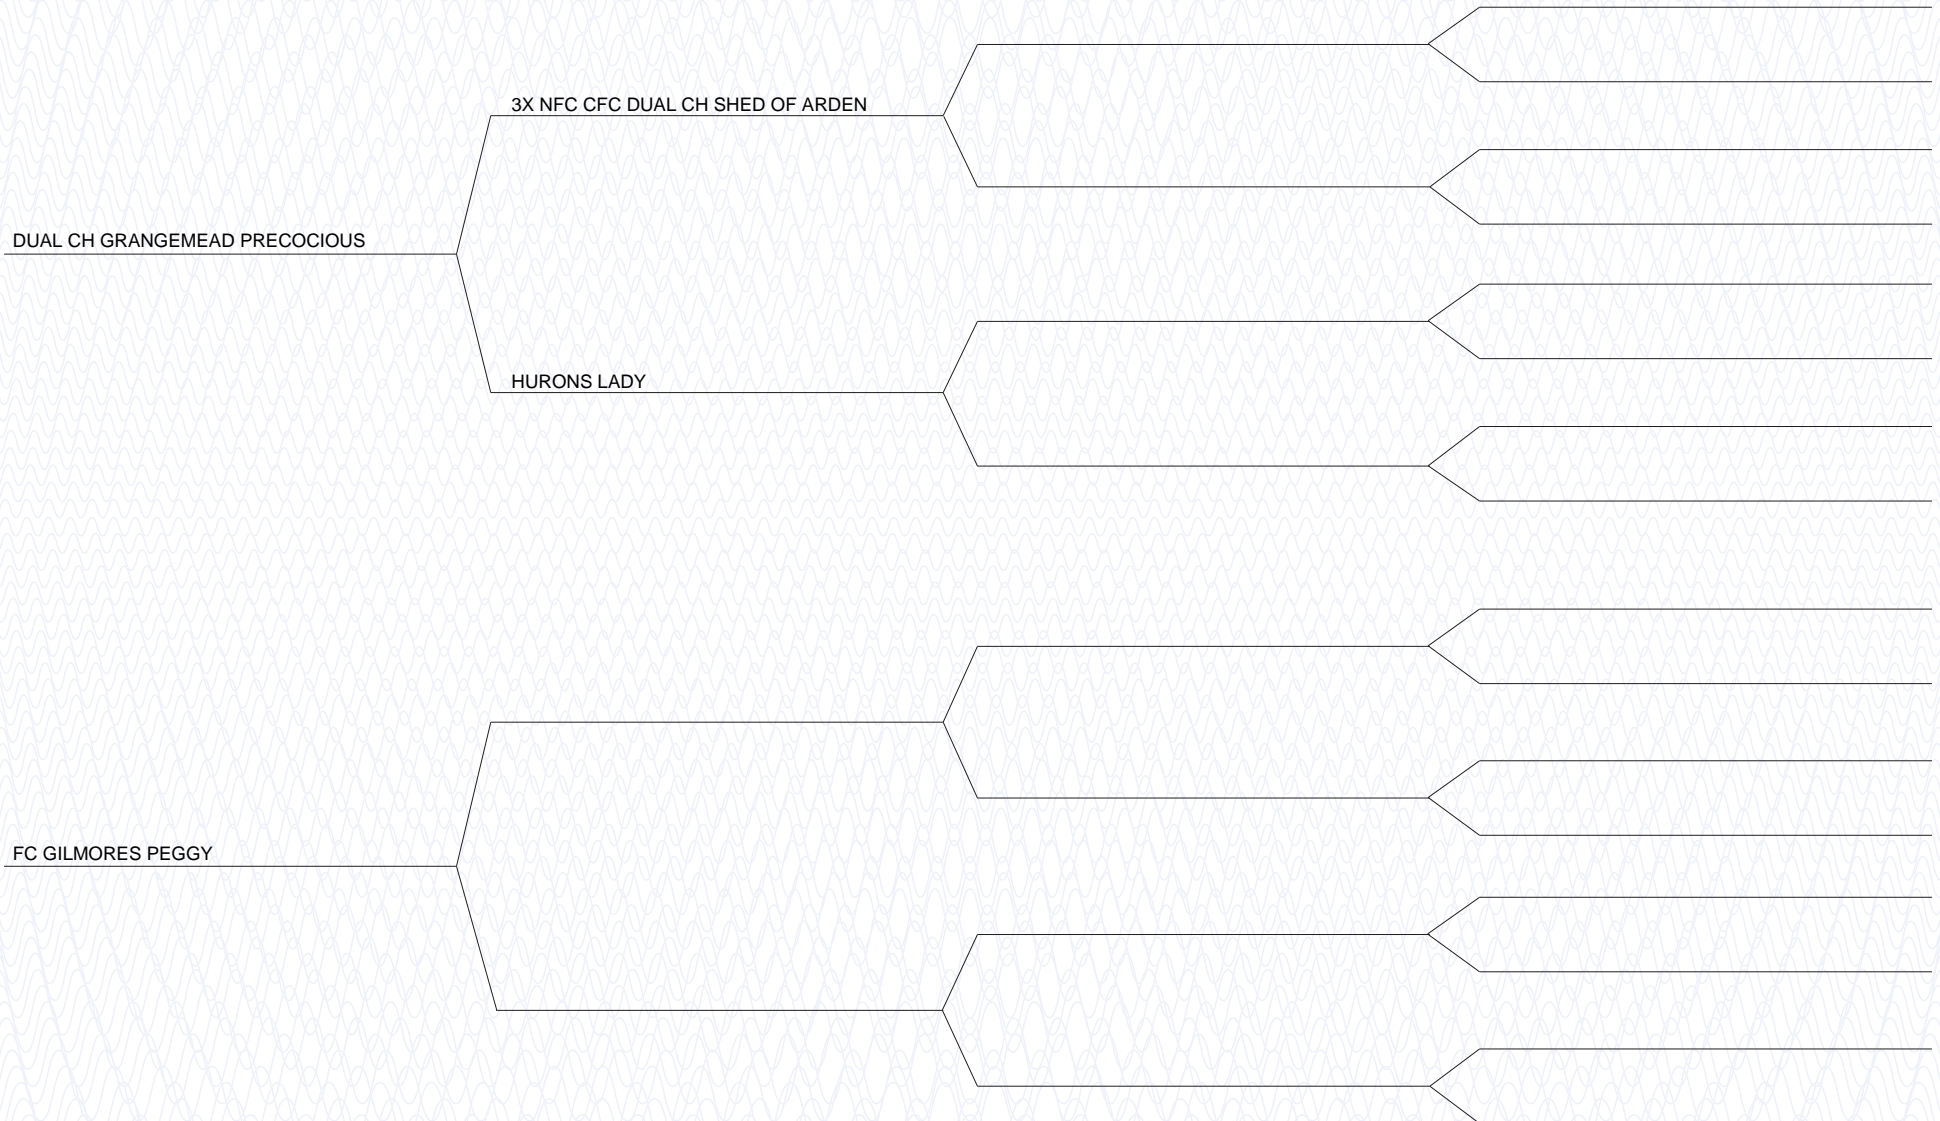 3X NFC CFC DUAL CH SHED OF ARDEN
DUAL CH GRANGEMEAD PRECOCIOUS
HURONS LADY
FC GILMORES PEGGY